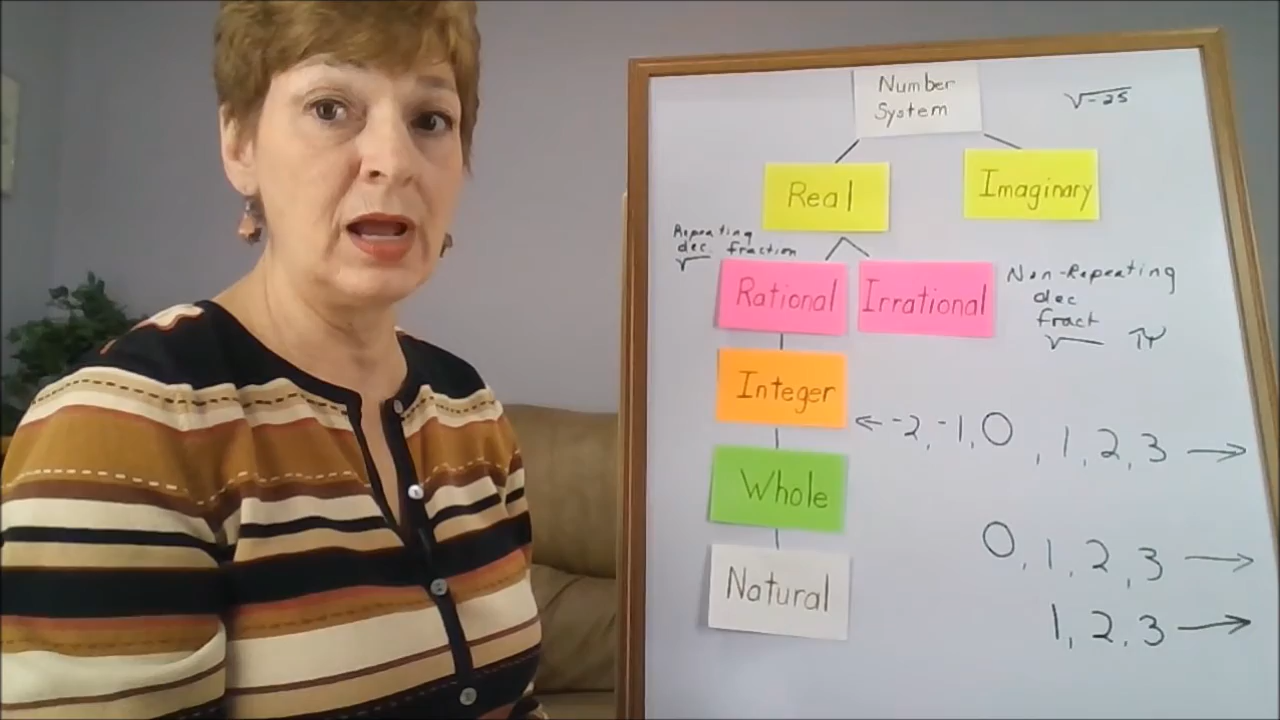 Number
System
√-25
Real
Imaginary
Repeating
dec. fraction
√
Rational
Irrational
Non-Repeating
dec
fract
√ π
Integer
← -2, -1, 0, 1, 2, 3 →
Whole
0, 1, 2, 3 →
Natural
1, 2, 3 →